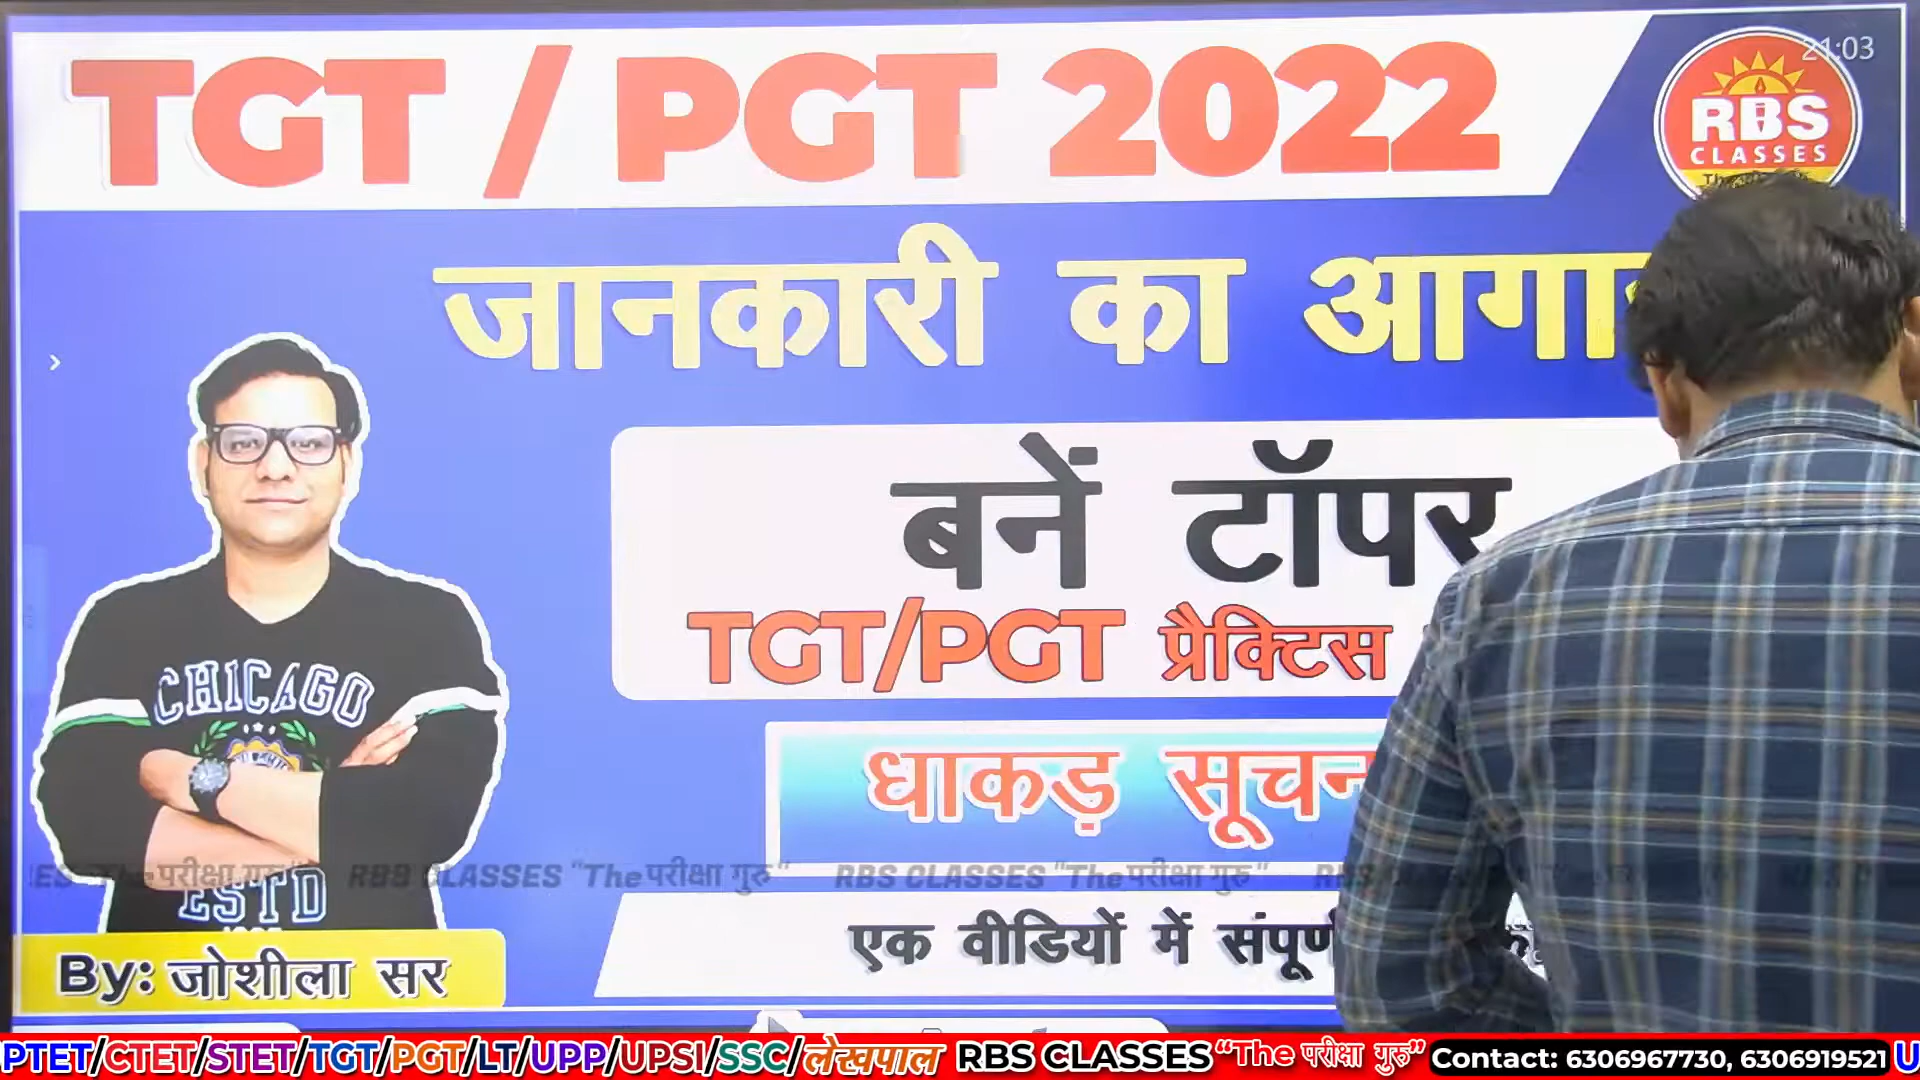 TGT / PGT 2022
21:03
RBS
CLASSES
जानकारी का
बनें टॉपर
TGT/PGT प्रैक्टिस
CHICAGO
धाकड़
RBS CLASSES "The परीक्षा गुरु" RBS CLASSES "The परीक्षा गुरु"
ESTD
एक वीडियों में
By: जोशीला सर
PTET/CTET/STET/TGT/PGT/LT/UPP/UPSI/SSC/लेखपाल RBS CLASSES "The परीक्षा गुरु" Contact: 6306967730, 6306919521